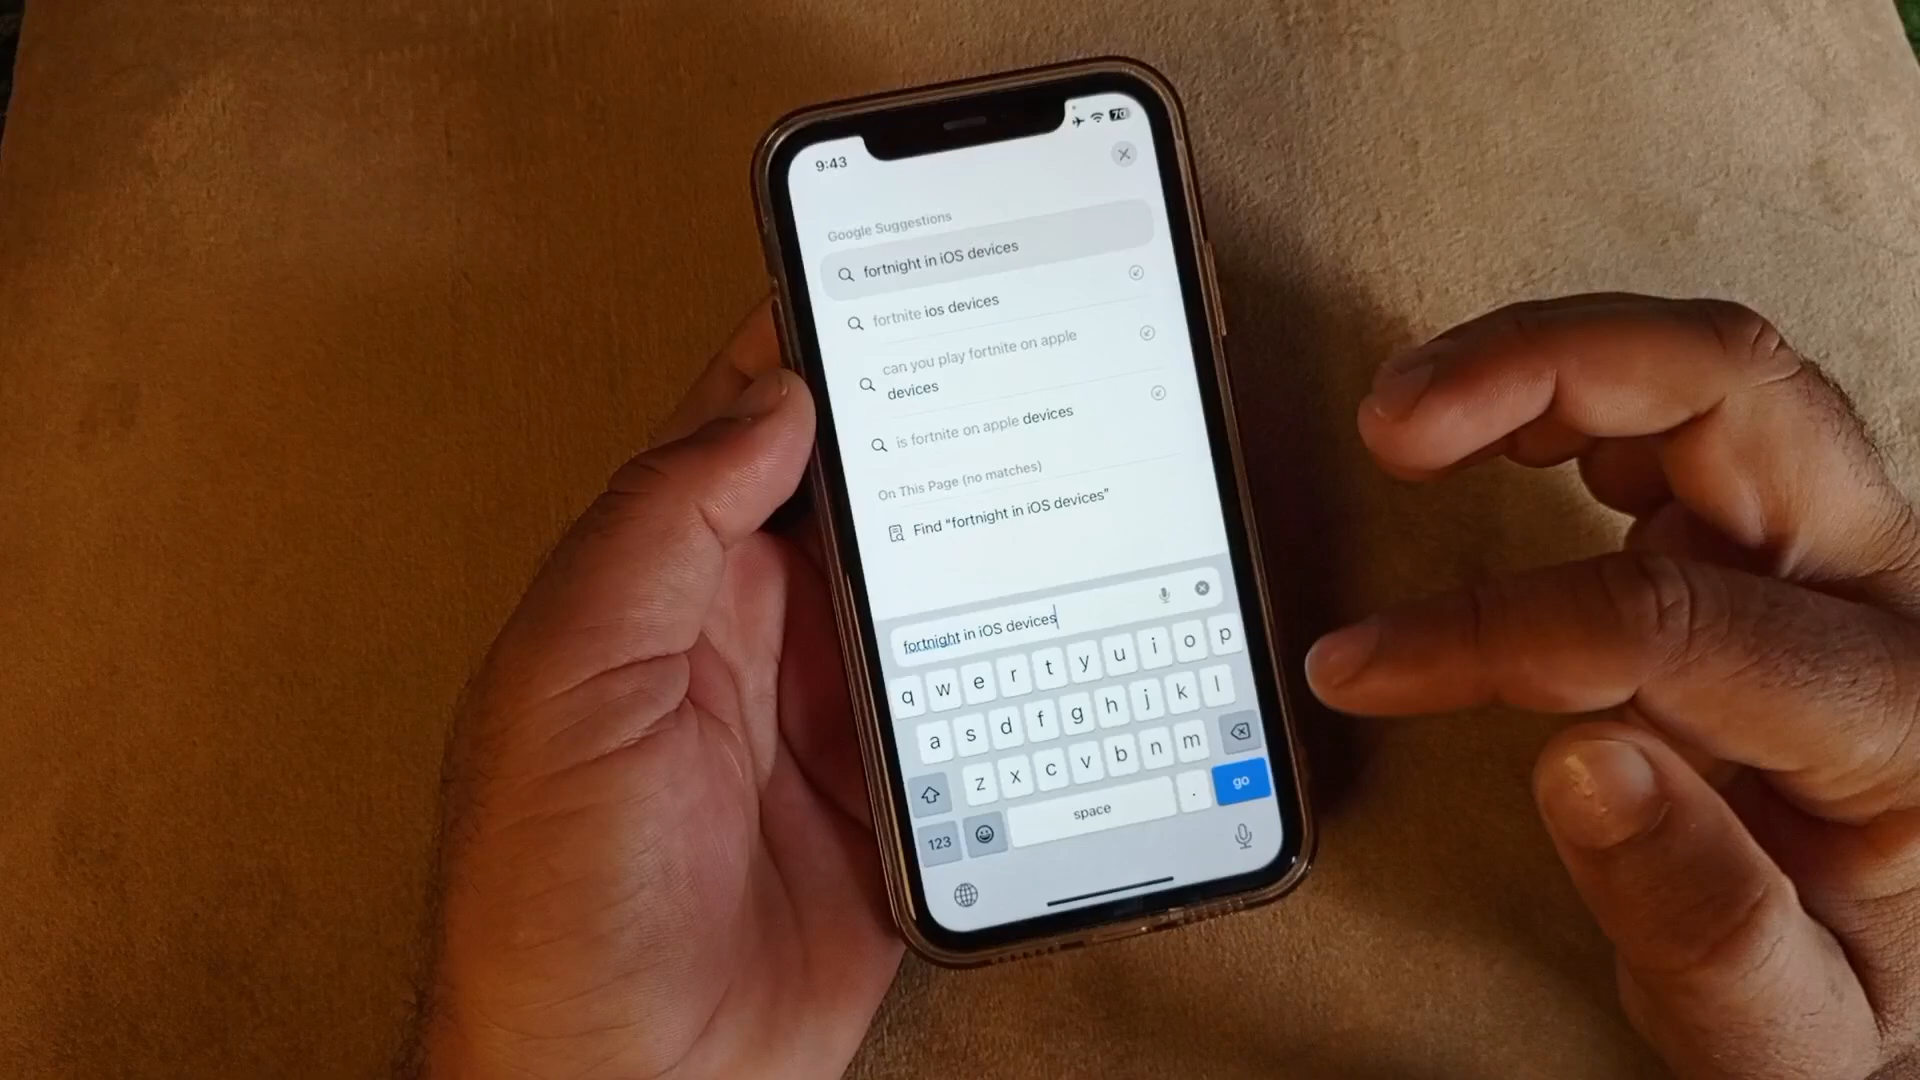 9:43
70
Google Suggestions
fortnight in iOS devices
fortnite ios devices
can you play fortnite on apple
devices
is fortnite on apple devices
On This Page (no matches)
Find “fortnight in iOS devices”
fortnight in iOS devices
q w e r t y u i o p
a s d f g h j k l
z x c v b n m
123 space . go